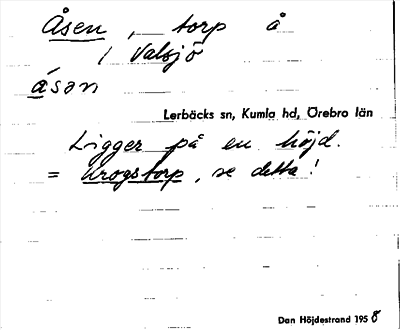 Åsen, torp å
/ Valsjö
åsən
Lerbäcks sn, Kumla hd, Örebro län
Ligger på en höjd.
= Krogstorp, se detta!
Dan Höjdestrand 1958